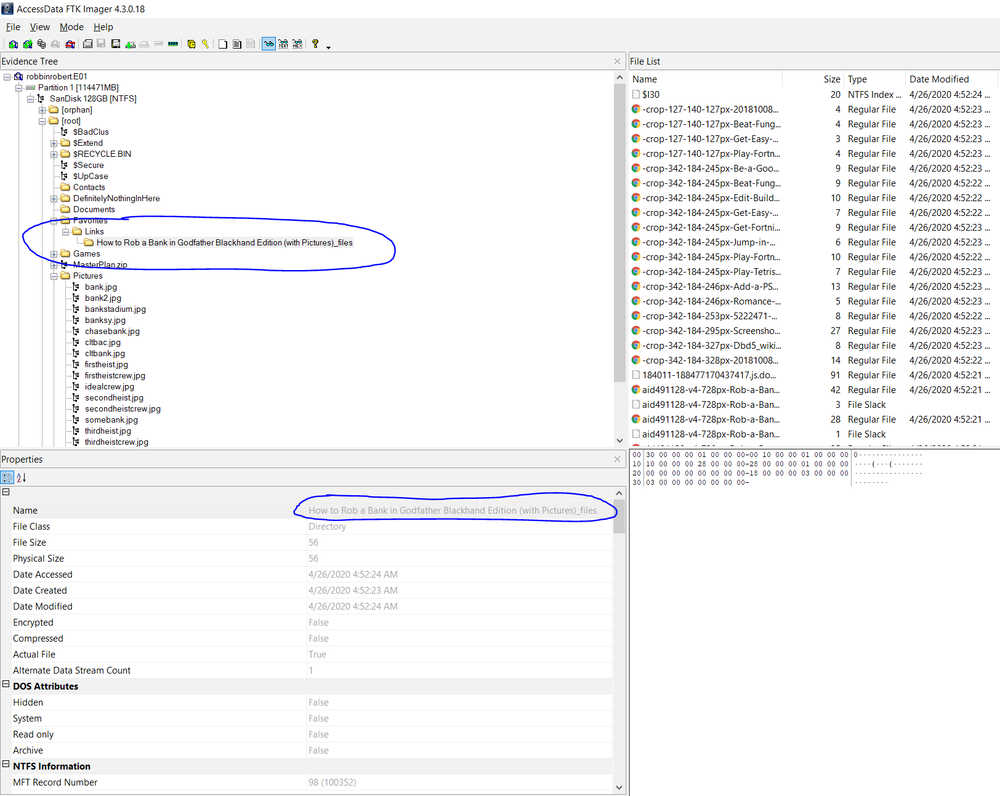 AccessData FTK Imager 4.3.0.18
File View Mode Help
Evidence Tree
robbinrobert.E01
Partition 1 [114471MB]
SanDisk 128GB [NTFS]
[orphan]
[root]
$BadClus
$Extend
$RECYCLE.BIN
$Secure
$UpCase
Contacts
DefinitelyNothingInHere
Documents
Favorites
Links
How to Rob a Bank in Godfather Blackhand Edition (with Pictures)_files
Games
MasterPlan.zip
Pictures
bank.jpg
bank2.jpg
bankstadium.jpg
banksy.jpg
chasebank.jpg
cltbac.jpg
cltbank.jpg
firstheist.jpg
firstheistcrew.jpg
idealcrew.jpg
secondheist.jpg
secondheistcrew.jpg
somebank.jpg
thirdheist.jpg
thirdheistcrew.jpg
File List
Name Size Type Date Modified
$I30 20 NTFS Index ... 4/26/2020 4:52:24 ...
-crop-127-140-127px-20181008... 4 Regular File 4/26/2020 4:52:23 ...
-crop-127-140-127px-Beat-Fung... 4 Regular File 4/26/2020 4:52:23 ...
-crop-127-140-127px-Get-Easy-... 3 Regular File 4/26/2020 4:52:23 ...
-crop-127-140-127px-Play-Fortn... 4 Regular File 4/26/2020 4:52:23 ...
-crop-342-184-245px-Be-a-Goo... 9 Regular File 4/26/2020 4:52:23 ...
-crop-342-184-245px-Beat-Fung... 9 Regular File 4/26/2020 4:52:22 ...
-crop-342-184-245px-Edit-Build... 10 Regular File 4/26/2020 4:52:22 ...
-crop-342-184-245px-Get-Easy-... 7 Regular File 4/26/2020 4:52:22 ...
-crop-342-184-245px-Get-Fortni... 9 Regular File 4/26/2020 4:52:23 ...
-crop-342-184-245px-Jump-in-... 6 Regular File 4/26/2020 4:52:23 ...
-crop-342-184-245px-Play-Fortn... 10 Regular File 4/26/2020 4:52:22 ...
-crop-342-184-245px-Play-Tetris... 7 Regular File 4/26/2020 4:52:23 ...
-crop-342-184-246px-Add-a-PS... 13 Regular File 4/26/2020 4:52:23 ...
-crop-342-184-246px-Romance-... 5 Regular File 4/26/2020 4:52:23 ...
-crop-342-184-253px-5222471-... 8 Regular File 4/26/2020 4:52:22 ...
-crop-342-184-295px-Screensho... 27 Regular File 4/26/2020 4:52:23 ...
-crop-342-184-327px-Dbd5_wiki... 8 Regular File 4/26/2020 4:52:23 ...
-crop-342-184-328px-20181008... 14 Regular File 4/26/2020 4:52:22 ...
184011-188477170437417.js.do... 91 Regular File 4/26/2020 4:52:21 ...
aid491128-v4-728px-Rob-a-Ban... 42 Regular File 4/26/2020 4:52:21 ...
aid491128-v4-728px-Rob-a-Ban... 3 File Slack
aid491128-v4-728px-Rob-a-Ban... 28 Regular File 4/26/2020 4:52:21 ...
aid491128-v4-728px-Rob-a-Ban... 1 File Slack
Properties
Name How to Rob a Bank in Godfather Blackhand Edition (with Pictures)_files
File Class Directory
File Size 56
Physical Size 56
Date Accessed 4/26/2020 4:52:24 AM
Date Created 4/26/2020 4:52:23 AM
Date Modified 4/26/2020 4:52:24 AM
Encrypted False
Compressed False
Actual File True
Alternate Data Stream Count 1
DOS Attributes
Hidden False
System False
Read only False
Archive False
NTFS Information
MFT Record Number 98 (100352)
00 30 00 00 00 01 00 00 00-00 10 00 00 01 00 00 00 0···············
10 10 00 00 00 28 00 00 00-28 00 00 00 01 00 00 00 ····(···(·······
20 00 00 00 00 00 00 00 00-18 00 00 00 03 00 00 00 ················
30 03 00 00 00 00 00 00 00- ········